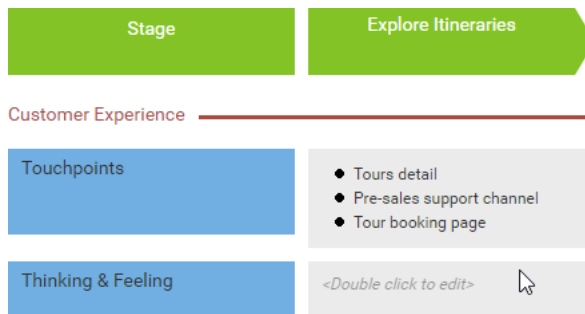 Stage
Explore Itineraries
Customer Experience
Touchpoints
Tours detail
Pre-sales support channel
Tour booking page
Thinking & Feeling
<Double click to edit>